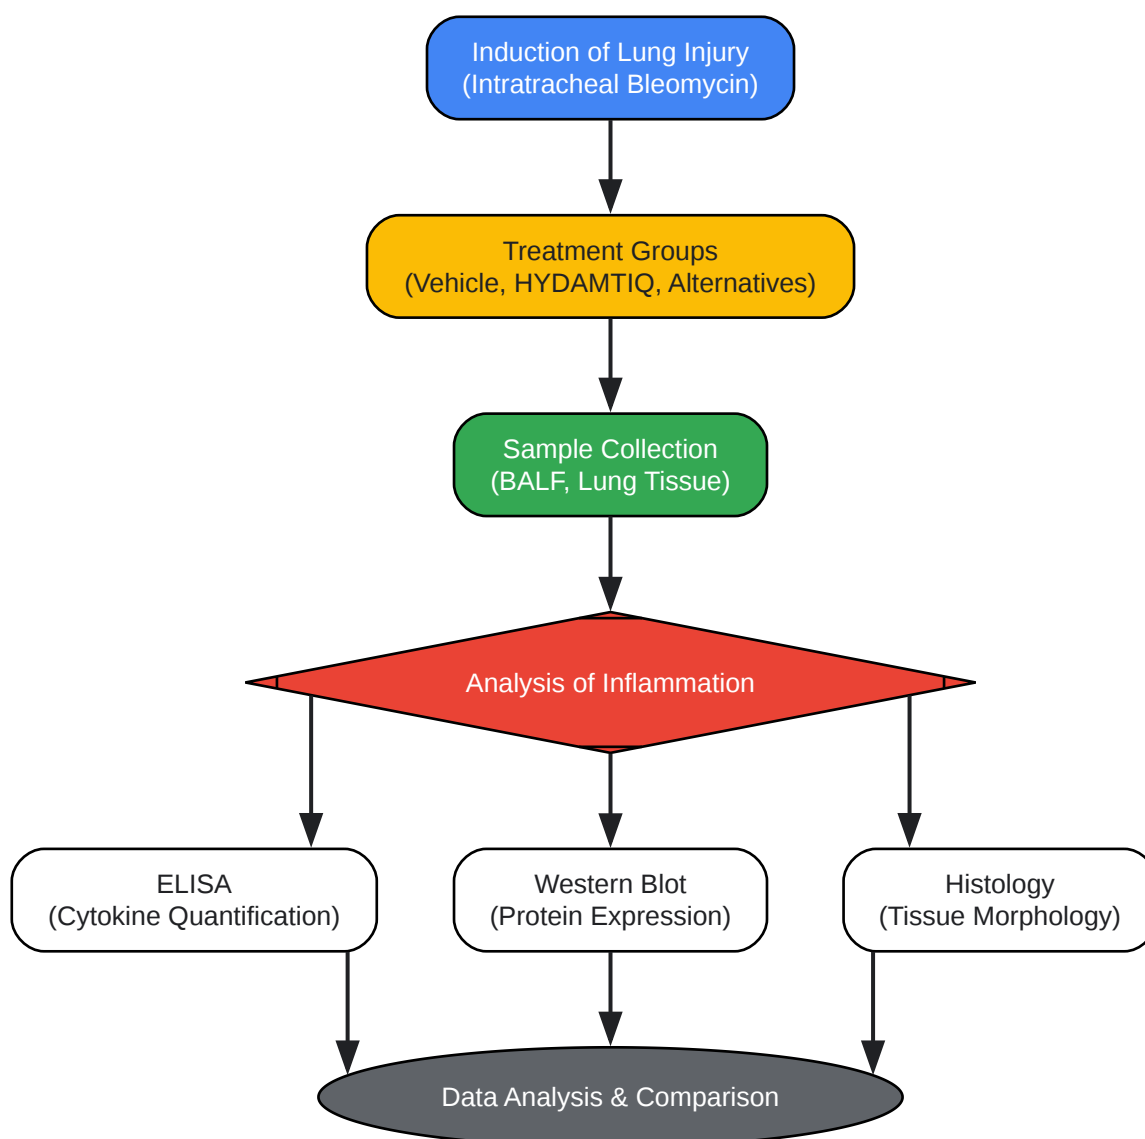 Induction of Lung Injury
(Intratracheal Bleomycin)
Treatment Groups
(Vehicle, HYDAMTIQ, Alternatives)
Sample Collection
(BALF, Lung Tissue)
Analysis of Inflammation
ELISA
(Cytokine Quantification)
Western Blot
(Protein Expression)
Histology
(Tissue Morphology)
Data Analysis & Comparison